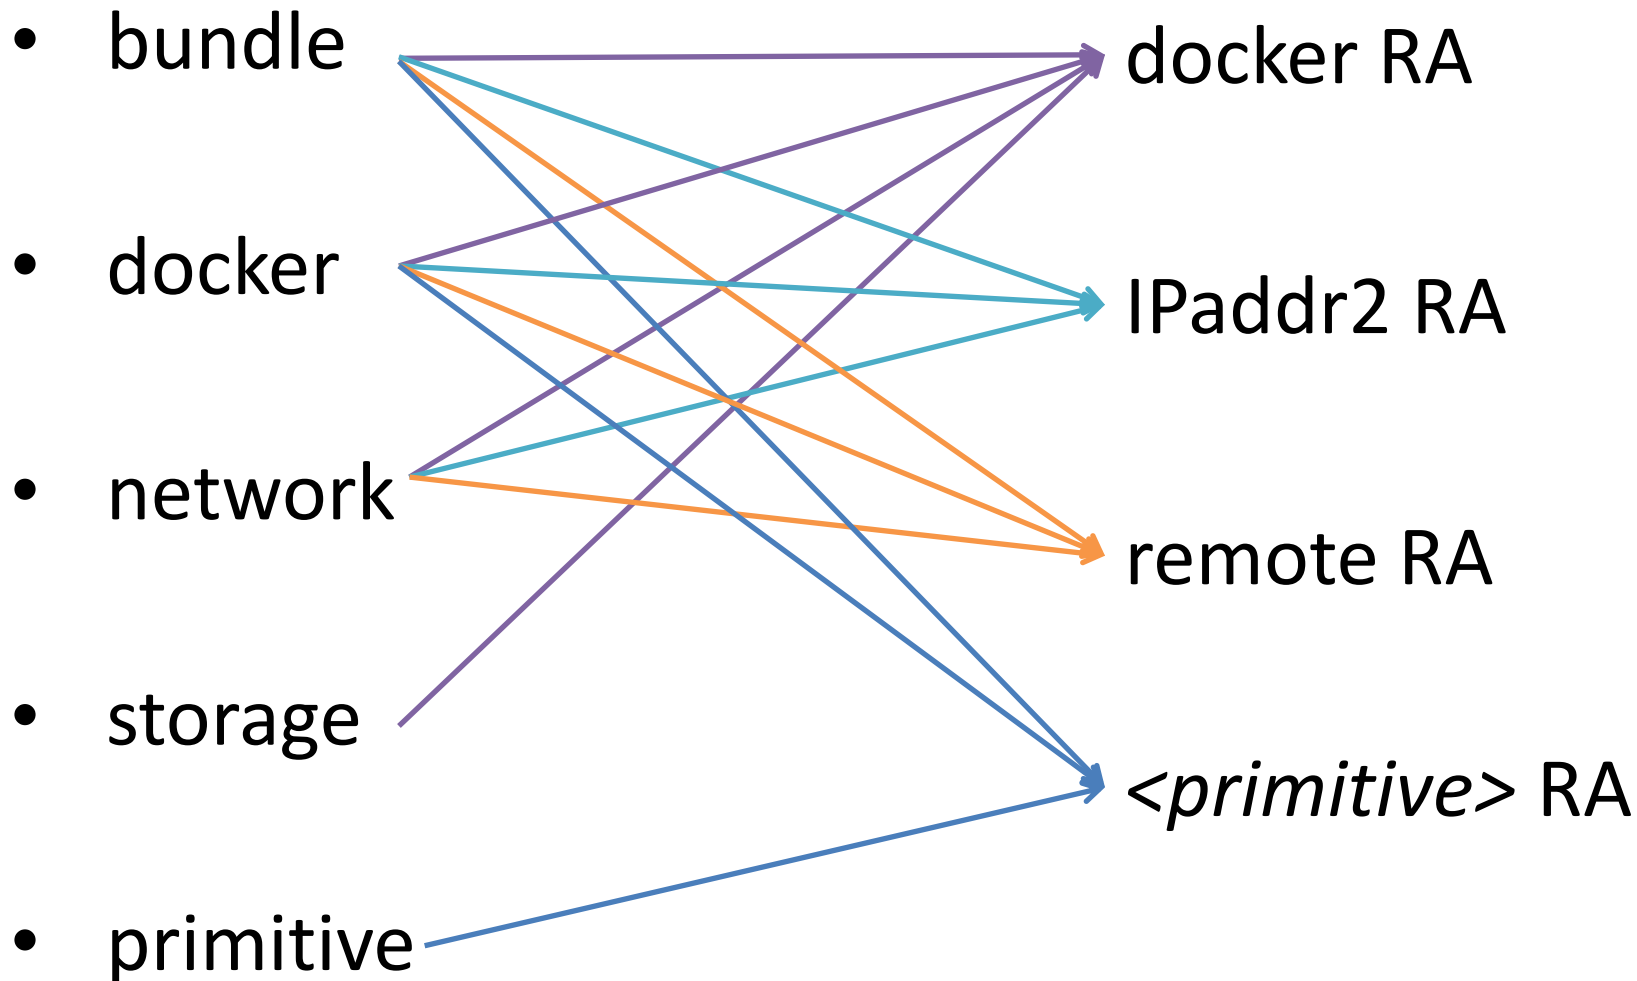 • bundle
• docker
• network
• storage
• primitive
docker RA
IPaddr2 RA
remote RA
<primitive> RA